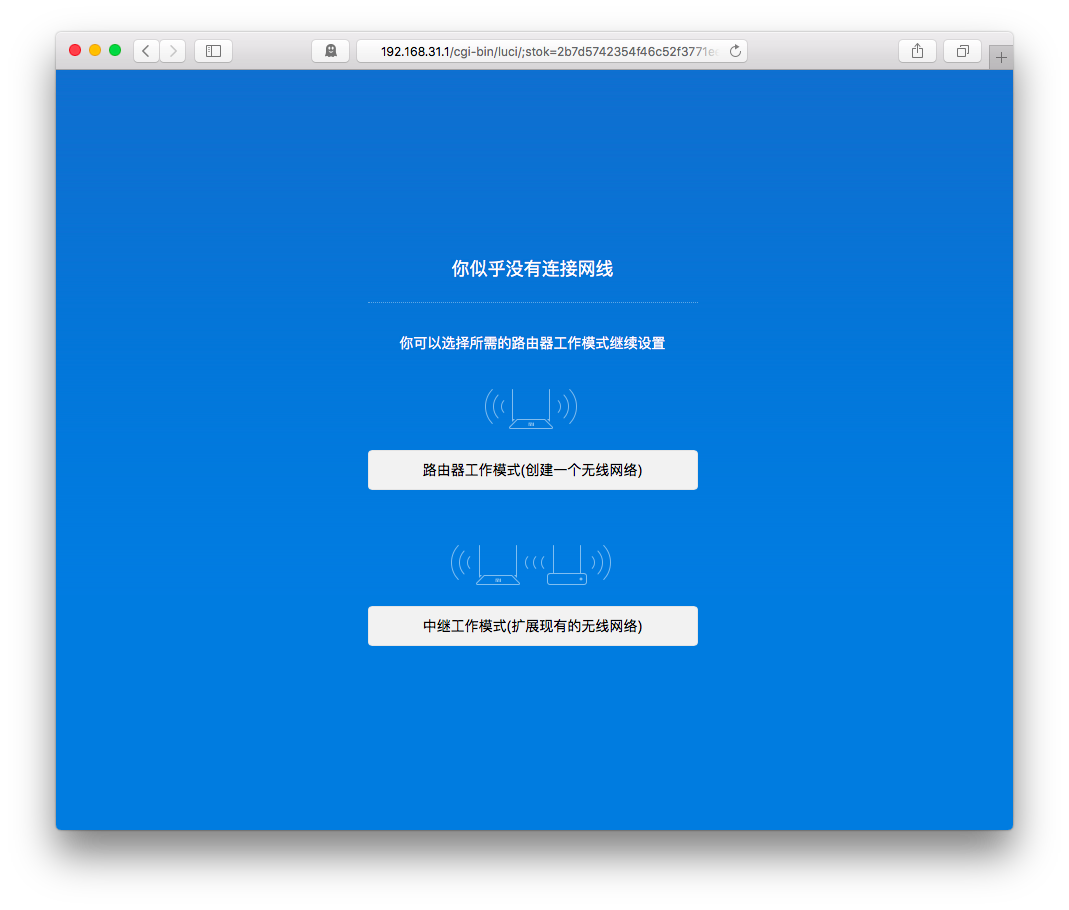 192.168.31.1/cgi-bin/luci/;stok=2b7d5742354f46c52f3771e
你似乎没有连接网线
你可以选择所需的路由器工作模式继续设置
路由器工作模式(创建一个无线网络)
中继工作模式(扩展现有的无线网络)